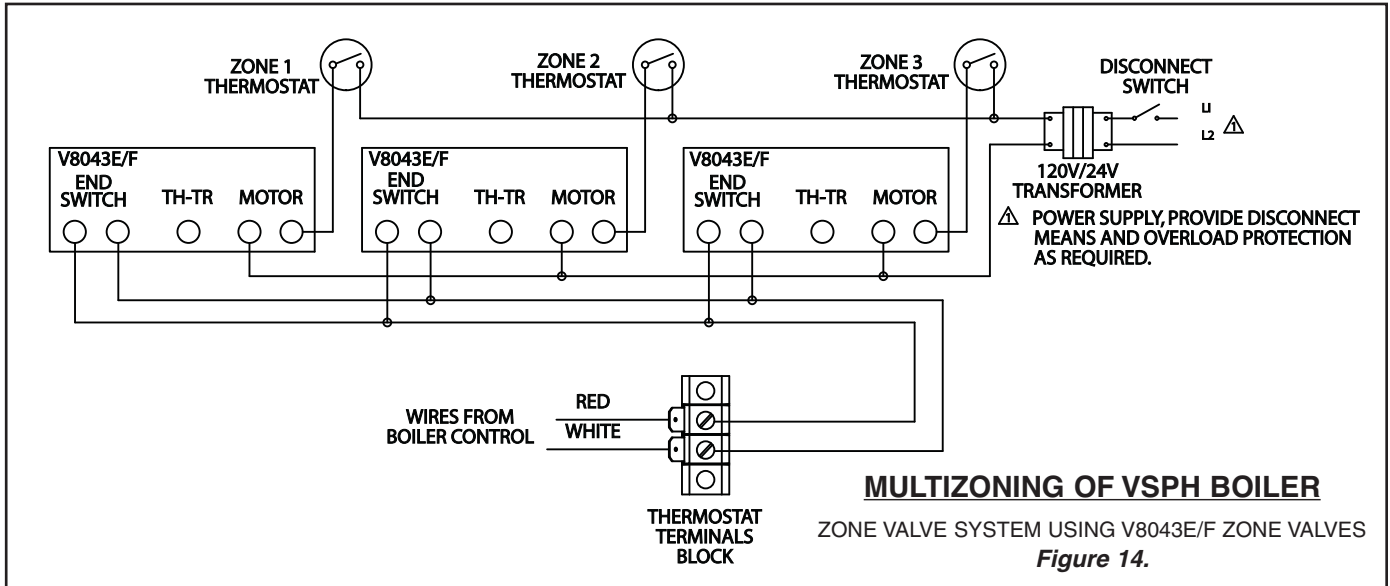 ZONE 1
THERMOSTAT
ZONE 2
THERMOSTAT
ZONE 3
THERMOSTAT
DISCONNECT
SWITCH
L1
L2
1
120V/24V
TRANSFORMER
1 POWER SUPPLY, PROVIDE DISCONNECT
MEANS AND OVERLOAD PROTECTION
AS REQUIRED.
V8043E/F
END
SWITCH TH-TR MOTOR
V8043E/F
END
SWITCH TH-TR MOTOR
V8043E/F
END
SWITCH TH-TR MOTOR
WIRES FROM
BOILER CONTROL
RED
WHITE
THERMOSTAT
TERMINALS
BLOCK
MULTIZONING OF VSPH BOILER
ZONE VALVE SYSTEM USING V8043E/F ZONE VALVES
Figure 14.